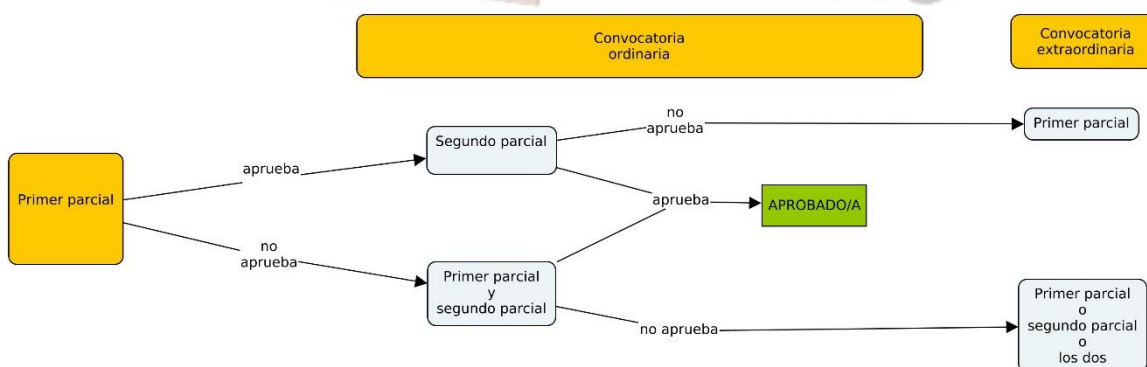 Convocatoria
ordinaria
Convocatoria
extraordinaria
Primer parcial
aprueba
no
aprueba
Segundo parcial
no
aprueba
Primer parcial
aprueba
APROBADO/A
Primer parcial
y
segundo parcial
no aprueba
Primer parcial
o
segundo parcial
o
los dos